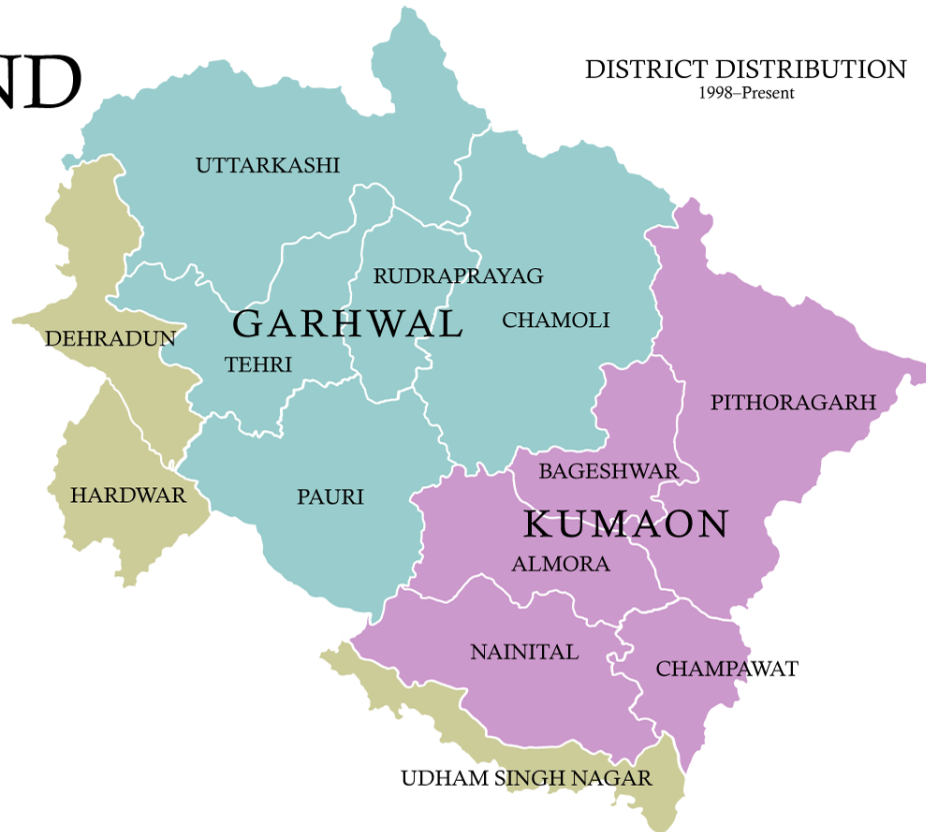 ND
DISTRICT DISTRIBUTION
1998–Present
UTTARKASHI
RUDRAPRAYAG
GARHWAL
CHAMOLI
DEHRADUN
TEHRI
PITHORAGARH
BAGESHWAR
HARDWAR
PAURI
KUMAON
ALMORA
NAINITAL
CHAMPAWAT
UDHAM SINGH NAGAR